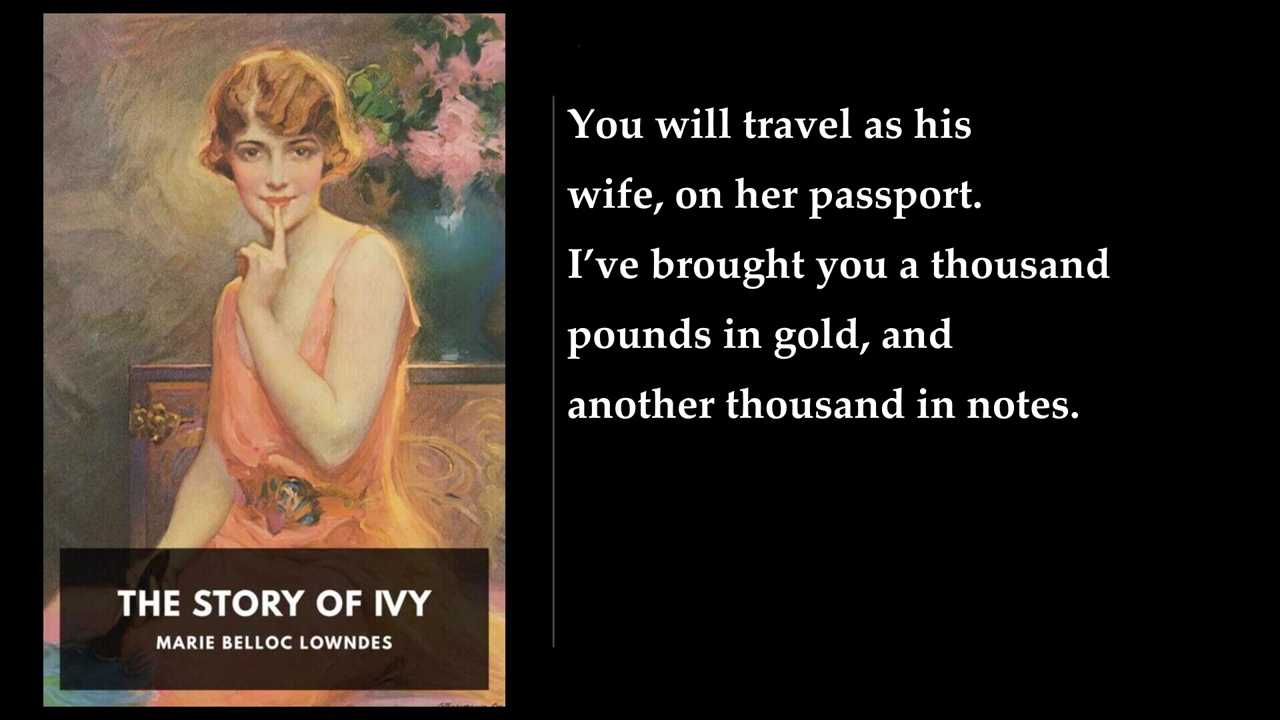 You will travel as his
wife, on her passport.
I’ve brought you a thousand
pounds in gold, and
another thousand in notes.
THE STORY OF IVY
MARIE BELLOC LOWNDES